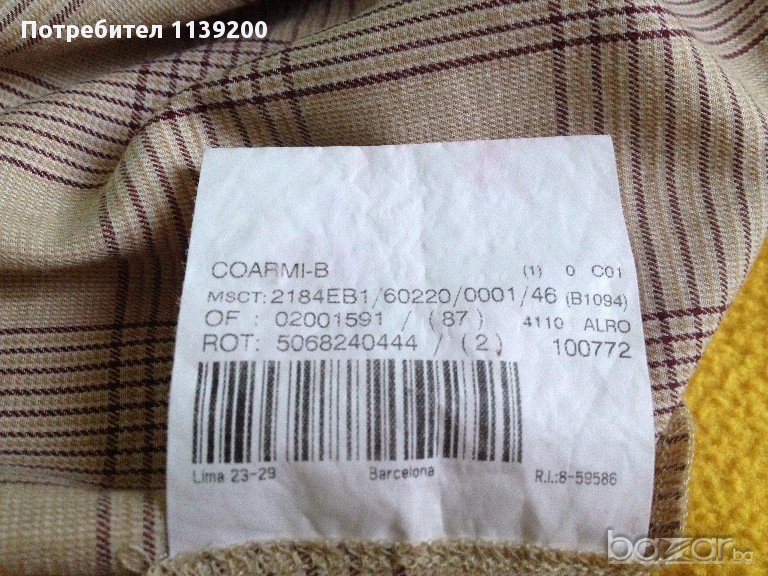 Потребител 1139200
COARMI-B (1) 0 C01
MSCT: 2184EB1/60220/0001/46 (B1094)
OF : 02001591 / (87) 4110 ALRO
ROT: 5068240444 / (2) 100772
Lima 23-29 Barcelona R.I.:8-59586
bazar.bg